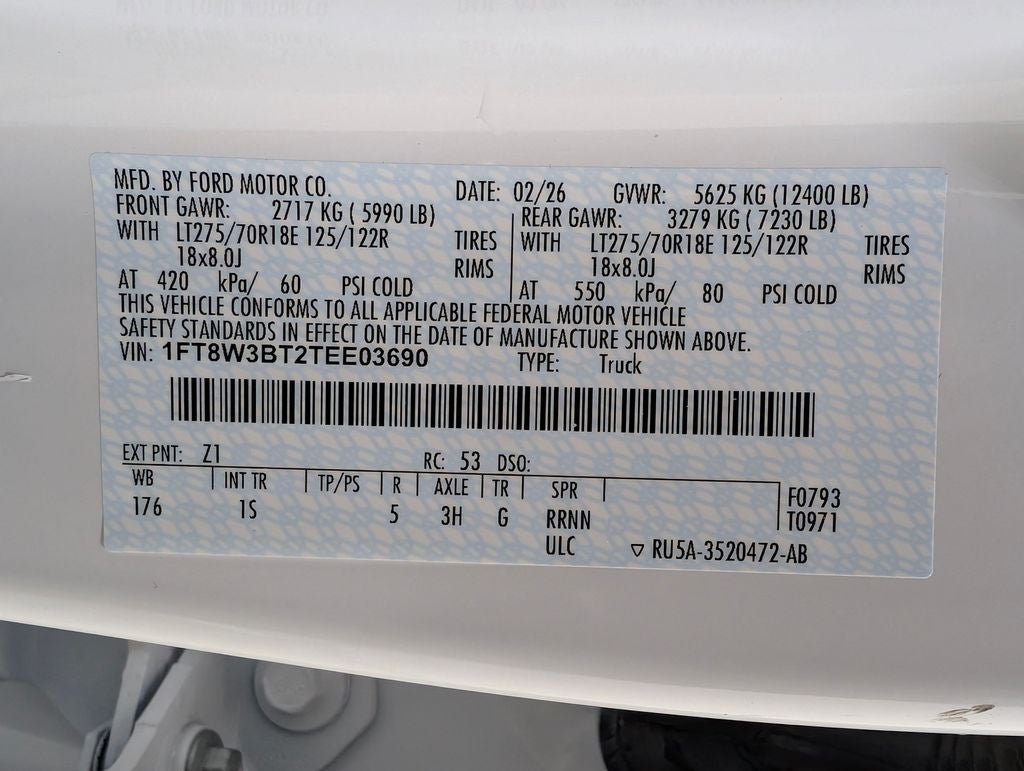 MFD. BY FORD MOTOR CO. DATE: 02/26 GVWR: 5625 KG (12400 LB)
FRONT GAWR: 2717 KG ( 5990 LB) REAR GAWR: 3279 KG ( 7230 LB)
WITH LT275/70R18E 125/122R TIRES WITH LT275/70R18E 125/122R TIRES
18x8.0J RIMS 18x8.0J RIMS
AT 420 kPa/ 60 PSI COLD AT 550 kPa/ 80 PSI COLD
THIS VEHICLE CONFORMS TO ALL APPLICABLE FEDERAL MOTOR VEHICLE
SAFETY STANDARDS IN EFFECT ON THE DATE OF MANUFACTURE SHOWN ABOVE.
VIN: 1FT8W3BT2TEE03690 TYPE: Truck
EXT PNT: Z1 RC: 53 DSO:
WB INT TR TP/PS R AXLE TR SPR F0793
176 1S 5 3H G RRNN T0971
ULC ▽ RU5A-3520472-AB